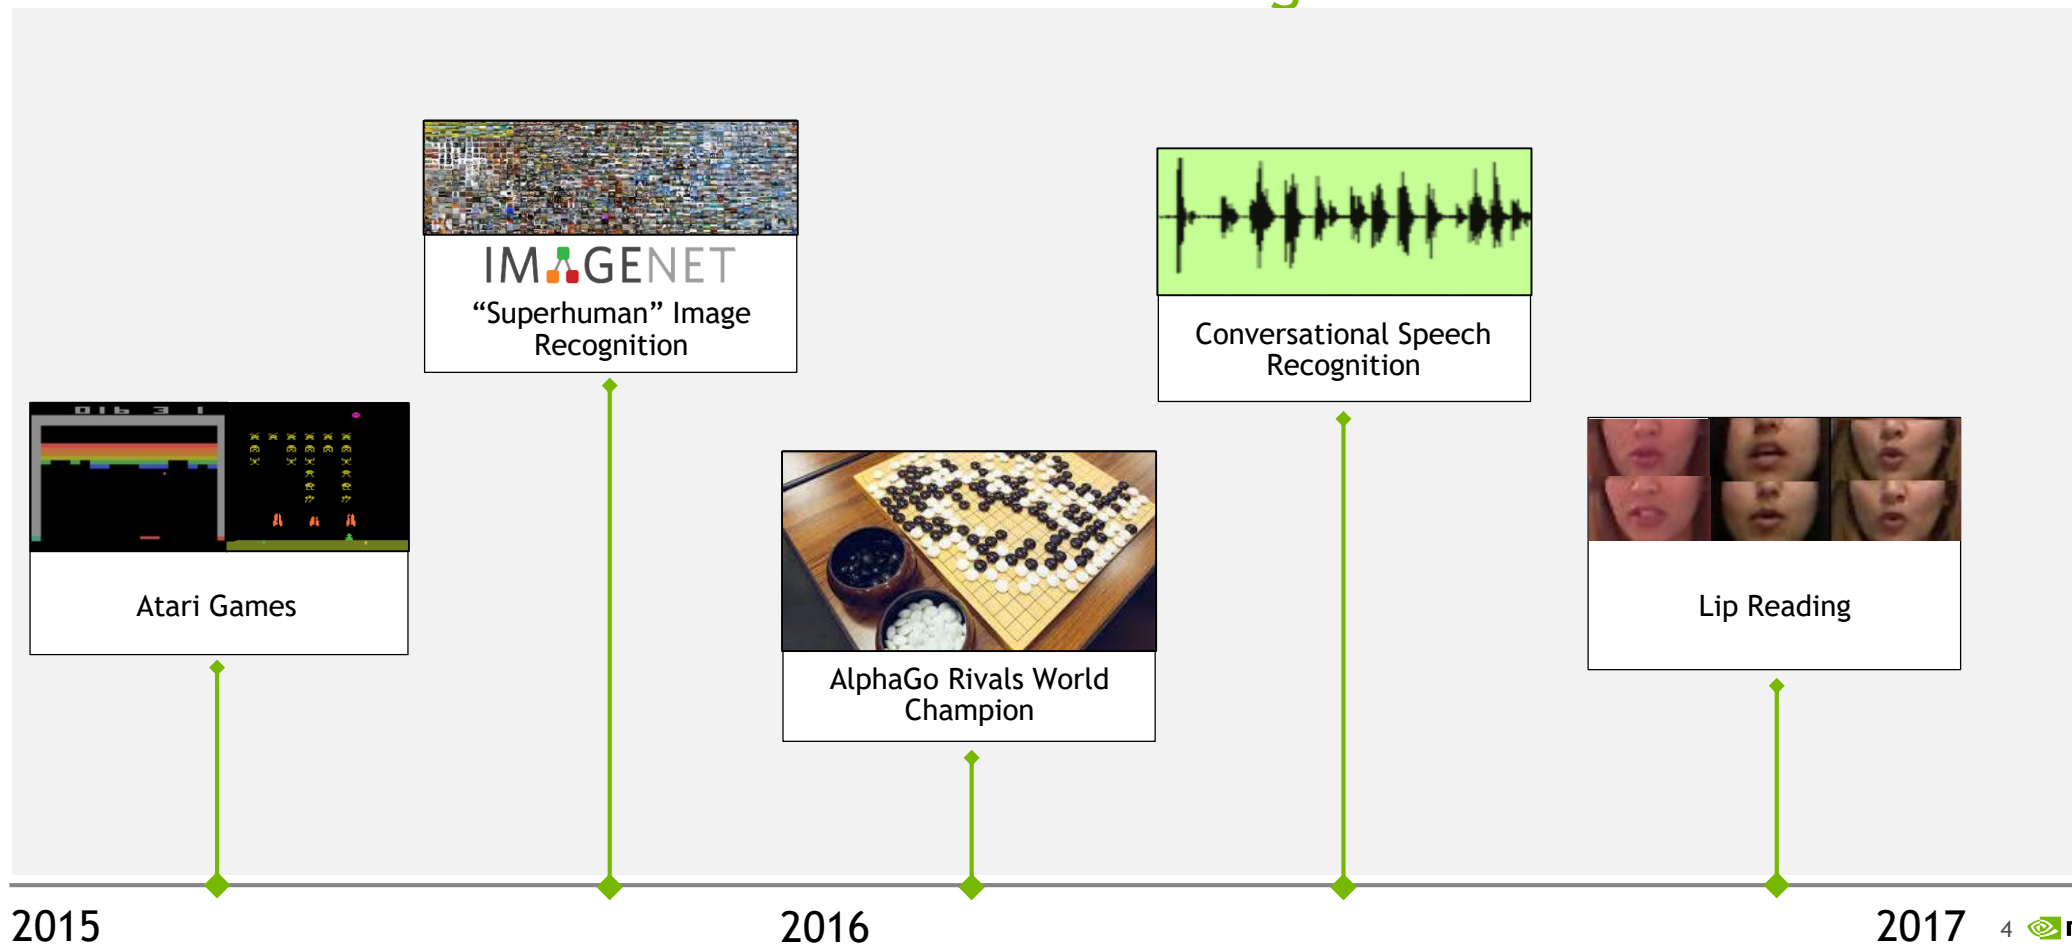 01631
IMAGENET
“Superhuman” Image
Recognition
Conversational Speech
Recognition
Atari Games
AlphaGo Rivals World
Champion
Lip Reading
2015
2016
2017
4